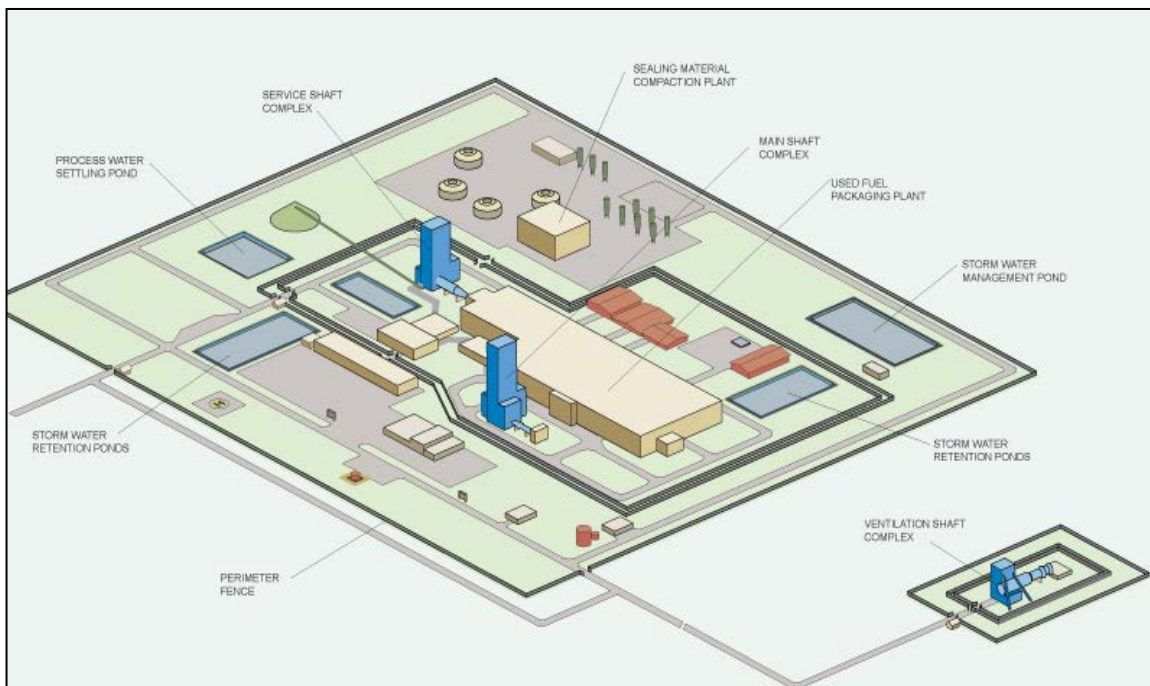 SEALING MATERIAL
COMPACTION PLANT
SERVICE SHAFT
COMPLEX
MAIN SHAFT
COMPLEX
PROCESS WATER
SETTLING POND
USED FUEL
PACKAGING PLANT
STORM WATER
MANAGEMENT POND
STORM WATER
RETENTION PONDS
STORM WATER
RETENTION PONDS
VENTILATION SHAFT
COMPLEX
PERIMETER
FENCE